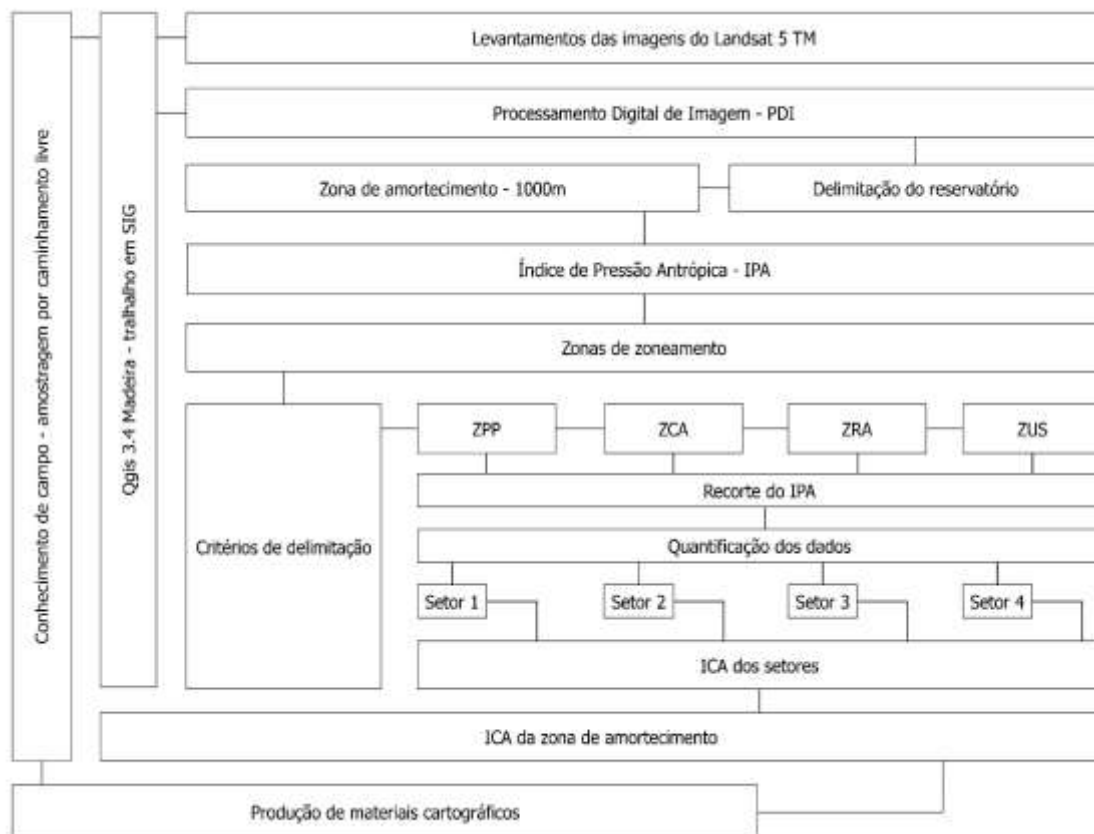 Conhecimento de campo - amostragem por caminhamento livre
Qgis 3.4 Madeira - tralhalho em SIG
Levantamentos das imagens do Landsat 5 TM
Processamento Digital de Imagem - PDI
Zona de amortecimento - 1000m
Delimitação do reservatório
Índice de Pressão Antrópica - IPA
Zonas de zoneamento
Critérios de delimitação
ZPP
ZCA
ZRA
ZUS
Recorte do IPA
Quantificação dos dados
Setor 1
Setor 2
Setor 3
Setor 4
ICA dos setores
ICA da zona de amortecimento
Produção de materiais cartográficos